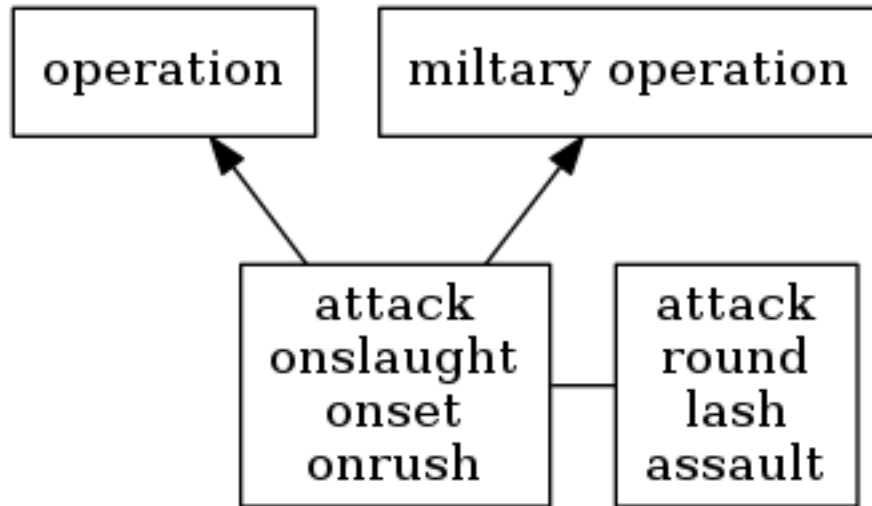 operation
miltary operation
attack
onslaught
onset
onrush
attack
round
lash
assault